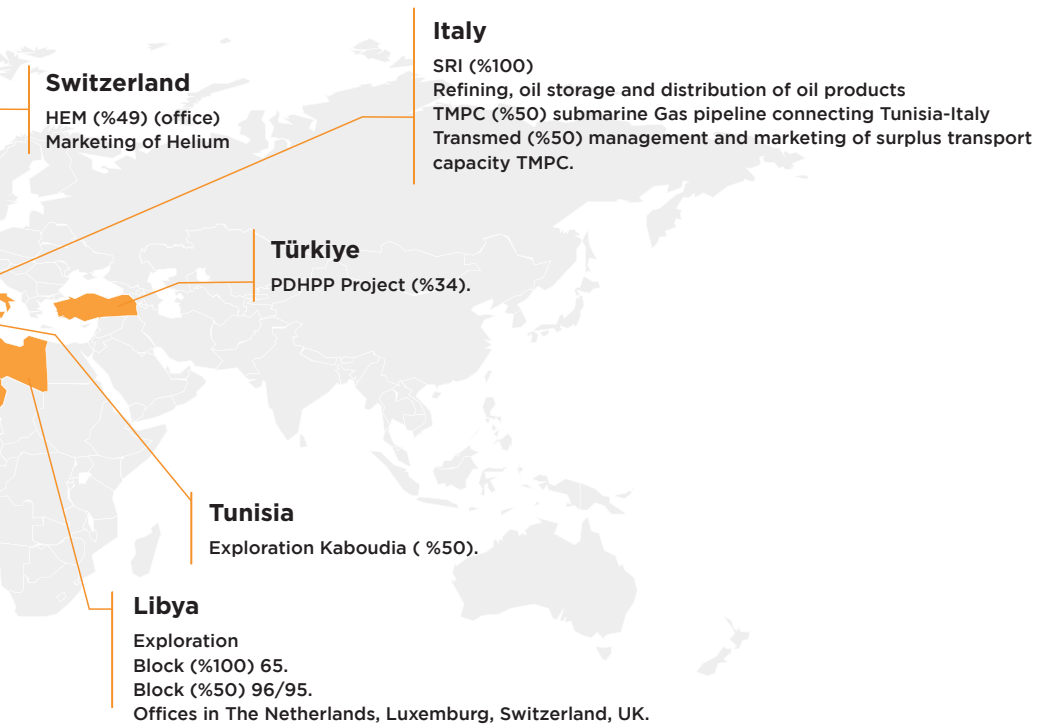 Italy
SRI (%100)
Refining, oil storage and distribution of oil products
TMPC (%50) submarine Gas pipeline connecting Tunisia-Italy
Transmed (%50) management and marketing of surplus transport
capacity TMPC.
Switzerland
HEM (%49) (office)
Marketing of Helium
Türkiye
PDHPP Project (%34).
Tunisia
Exploration Kaboudia ( %50).
Libya
Exploration
Block (%100) 65.
Block (%50) 96/95.
Offices in The Netherlands, Luxemburg, Switzerland, UK.